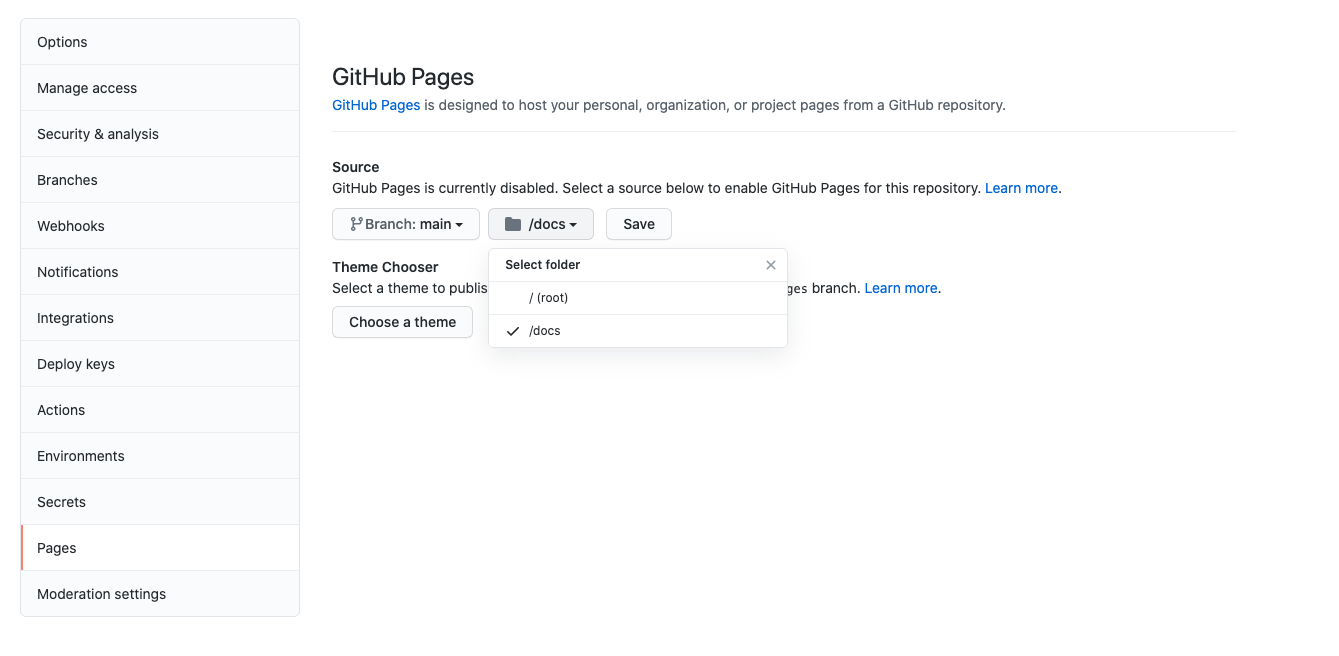 Options
Manage access
Security & analysis
Branches
Webhooks
Notifications
Integrations
Deploy keys
Actions
Environments
Secrets
Pages
Moderation settings
GitHub Pages
GitHub Pages is designed to host your personal, organization, or project pages from a GitHub repository.
Source
GitHub Pages is currently disabled. Select a source below to enable GitHub Pages for this repository. Learn more.
Branch: main
/docs
Save
Select folder
/ (root)
/docs
Theme Chooser
Select a theme to publis ges branch. Learn more.
Choose a theme